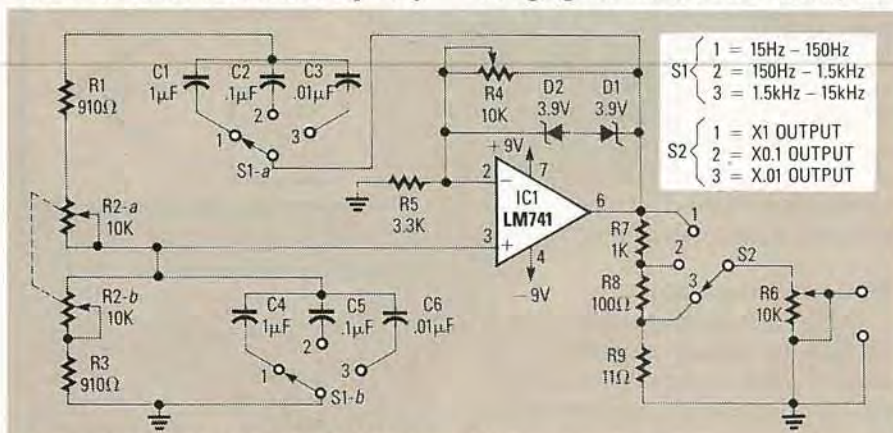 R1
910Ω
C1
1μF
C2
.1μF
C3
.01μF
1
2
3
S1-a
R4
10K
D2
3.9V
D1
3.9V
S1
1 = 15Hz – 150Hz
2 = 150Hz – 1.5kHz
3 = 1.5kHz – 15kHz
S2
1 = X1 OUTPUT
2 = X0.1 OUTPUT
3 = X.01 OUTPUT
+9V
7
2
−
IC1
LM741
6
3
+
4
−9V
R5
3.3K
R2-a
10K
R2-b
10K
R3
910Ω
C4
1μF
C5
.1μF
C6
.01μF
1
2
3
S1-b
R7
1K
1
2
3
S2
R8
100Ω
R9
11Ω
R6
10K